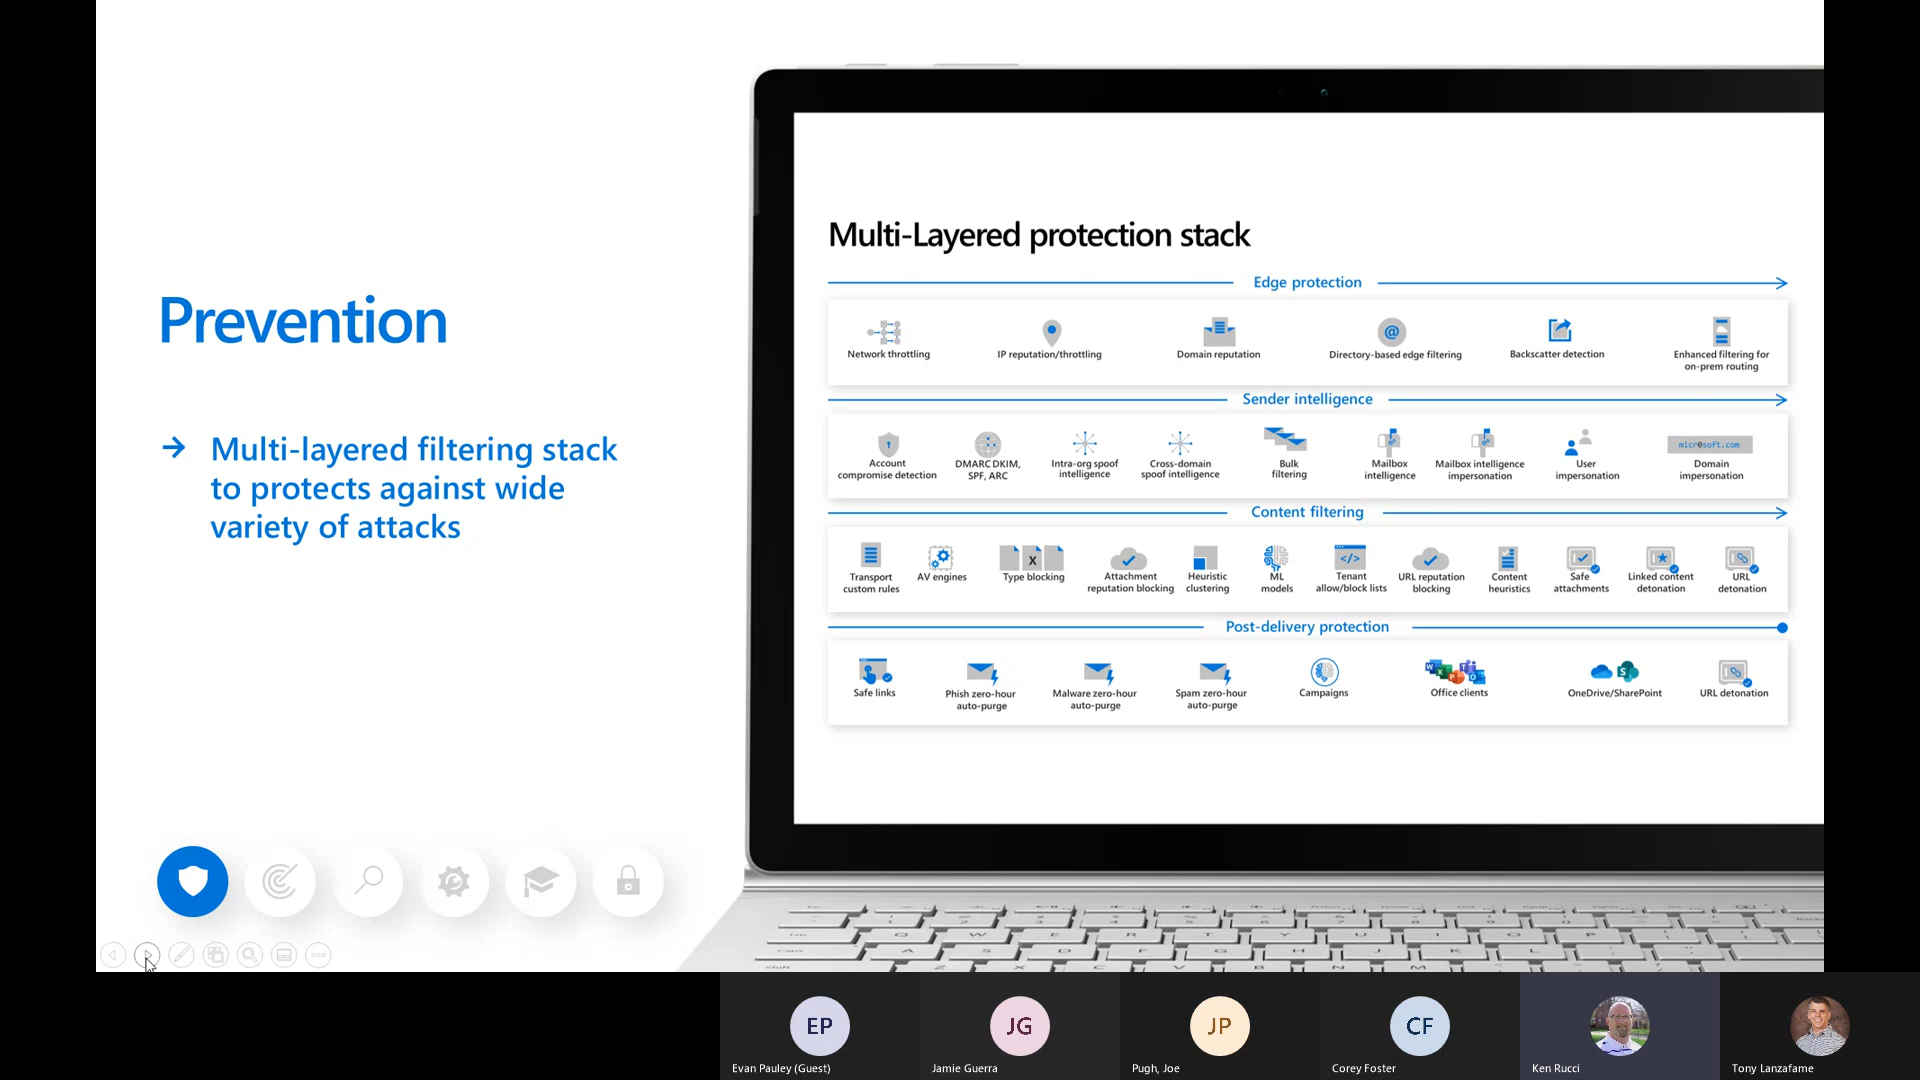 Prevention
→ Multi-layered filtering stack
to protects against wide
variety of attacks
Multi-Layered protection stack
Edge protection
Network throttling
IP reputation/throttling
Domain reputation
Directory-based edge filtering
Backscatter detection
Enhanced filtering for
on-prem routing
Sender intelligence
Account
compromise detection
DMARC DKIM,
SPF, ARC
Intra-org spoof
intelligence
Cross-domain
spoof intelligence
Bulk
filtering
Mailbox
intelligence
Mailbox intelligence
impersonation
User
impersonation
micr0soft.com
Domain
impersonation
Content filtering
Transport
custom rules
AV engines
X
Type blocking
Attachment
reputation blocking
Heuristic
clustering
ML
models
</>
Tenant
allow/block lists
URL reputation
blocking
Content
heuristics
Safe
attachments
Linked content
detonation
URL
detonation
Post-delivery protection
Safe links
Phish zero-hour
auto-purge
Malware zero-hour
auto-purge
Spam zero-hour
auto-purge
Campaigns
Office clients
OneDrive/SharePoint
URL detonation
EP
Evan Pauley (Guest)
JG
Jamie Guerra
JP
Pugh, Joe
CF
Corey Foster
Ken Rucci
Tony Lanzafame